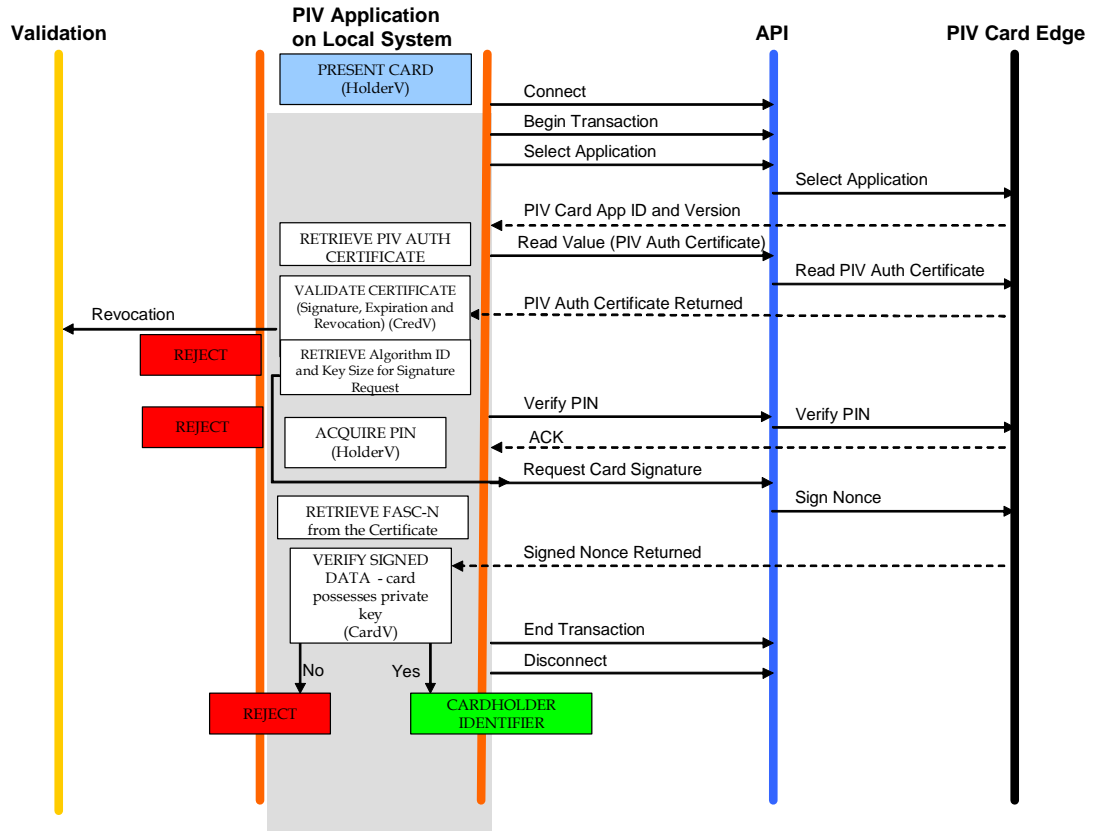 Validation
PIV Application
on Local System
API
PIV Card Edge
PRESENT CARD
(HolderV)
Connect
Begin Transaction
Select Application
Select Application
PIV Card App ID and Version
RETRIEVE PIV AUTH
CERTIFICATE
Read Value (PIV Auth Certificate)
Read PIV Auth Certificate
VALIDATE CERTIFICATE
(Signature, Expiration and
Revocation) (CredV)
PIV Auth Certificate Returned
Revocation
REJECT
RETRIEVE Algorithm ID
and Key Size for Signature
Request
Verify PIN
Verify PIN
REJECT
ACQUIRE PIN
(HolderV)
ACK
Request Card Signature
Sign Nonce
RETRIEVE FASC-N
from the Certificate
Signed Nonce Returned
VERIFY SIGNED
DATA - card
possesses private
key
(CardV)
End Transaction
Disconnect
No
Yes
REJECT
CARDHOLDER
IDENTIFIER